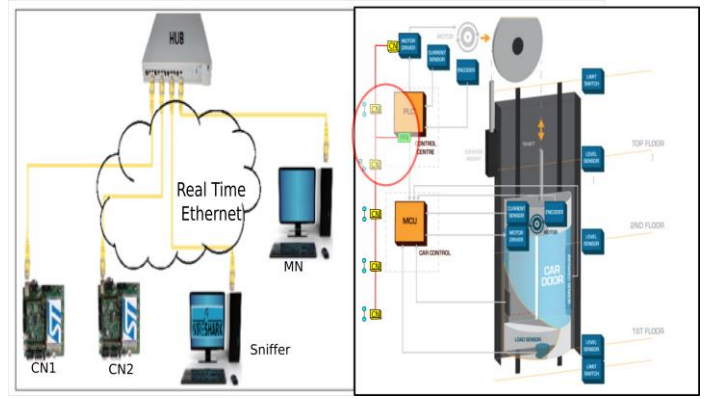 HUB
Real Time
Ethernet
MN
CN1
CN2
WIRESHARK
Sniffer
CN
MOTOR
DRIVER
MOTOR
CURRENT
SENSOR
ENCODER
LIMIT
SWITCH
PLC
CONTROL
CENTRE
SHAFT
TOP FLOOR
LEVEL
SENSOR
MCU
CAR CONTROL
CURRENT
SENSOR
ENCODER
MOTOR
DRIVER
MOTOR
2ND FLOOR
LEVEL
SENSOR
CAR
DOOR
1ST FLOOR
LOAD SENSOR
LEVEL
SENSOR
LIMIT
SWITCH